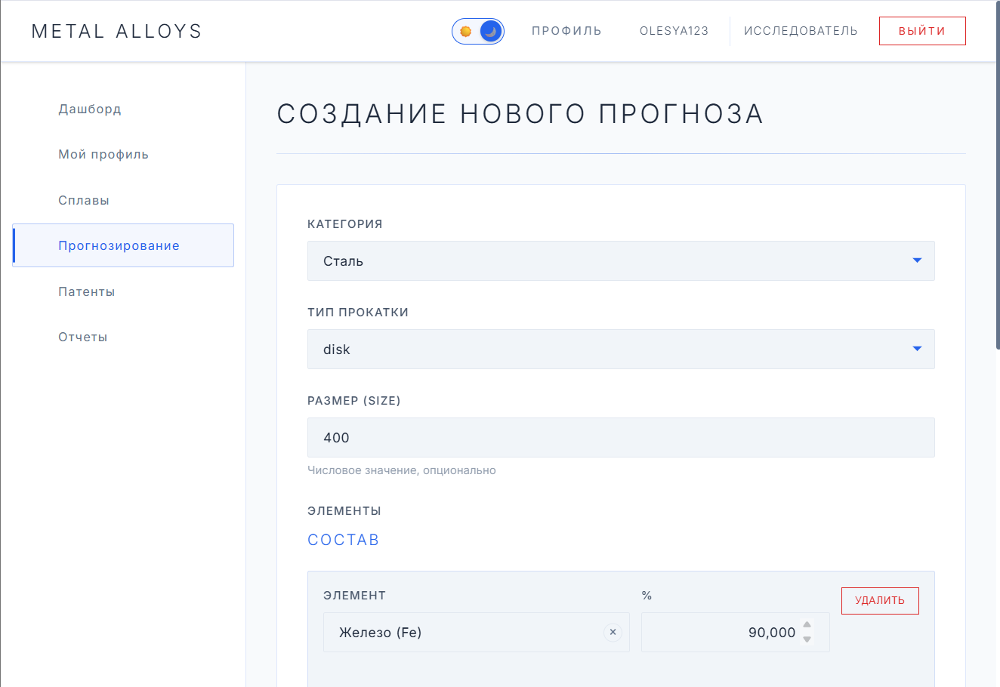 METAL ALLOYS
ПРОФИЛЬ
OLESYA123
ИССЛЕДОВАТЕЛЬ
ВЫЙТИ
Дашборд
Мой профиль
Сплавы
Прогнозирование
Патенты
Отчеты
СОЗДАНИЕ НОВОГО ПРОГНОЗА
КАТЕГОРИЯ
Сталь
ТИП ПРОКАТКИ
disk
РАЗМЕР (SIZE)
400
Числовое значение, опционально
ЭЛЕМЕНТЫ
СОСТАВ
ЭЛЕМЕНТ
%
УДАЛИТЬ
Железо (Fe)
×
90,000